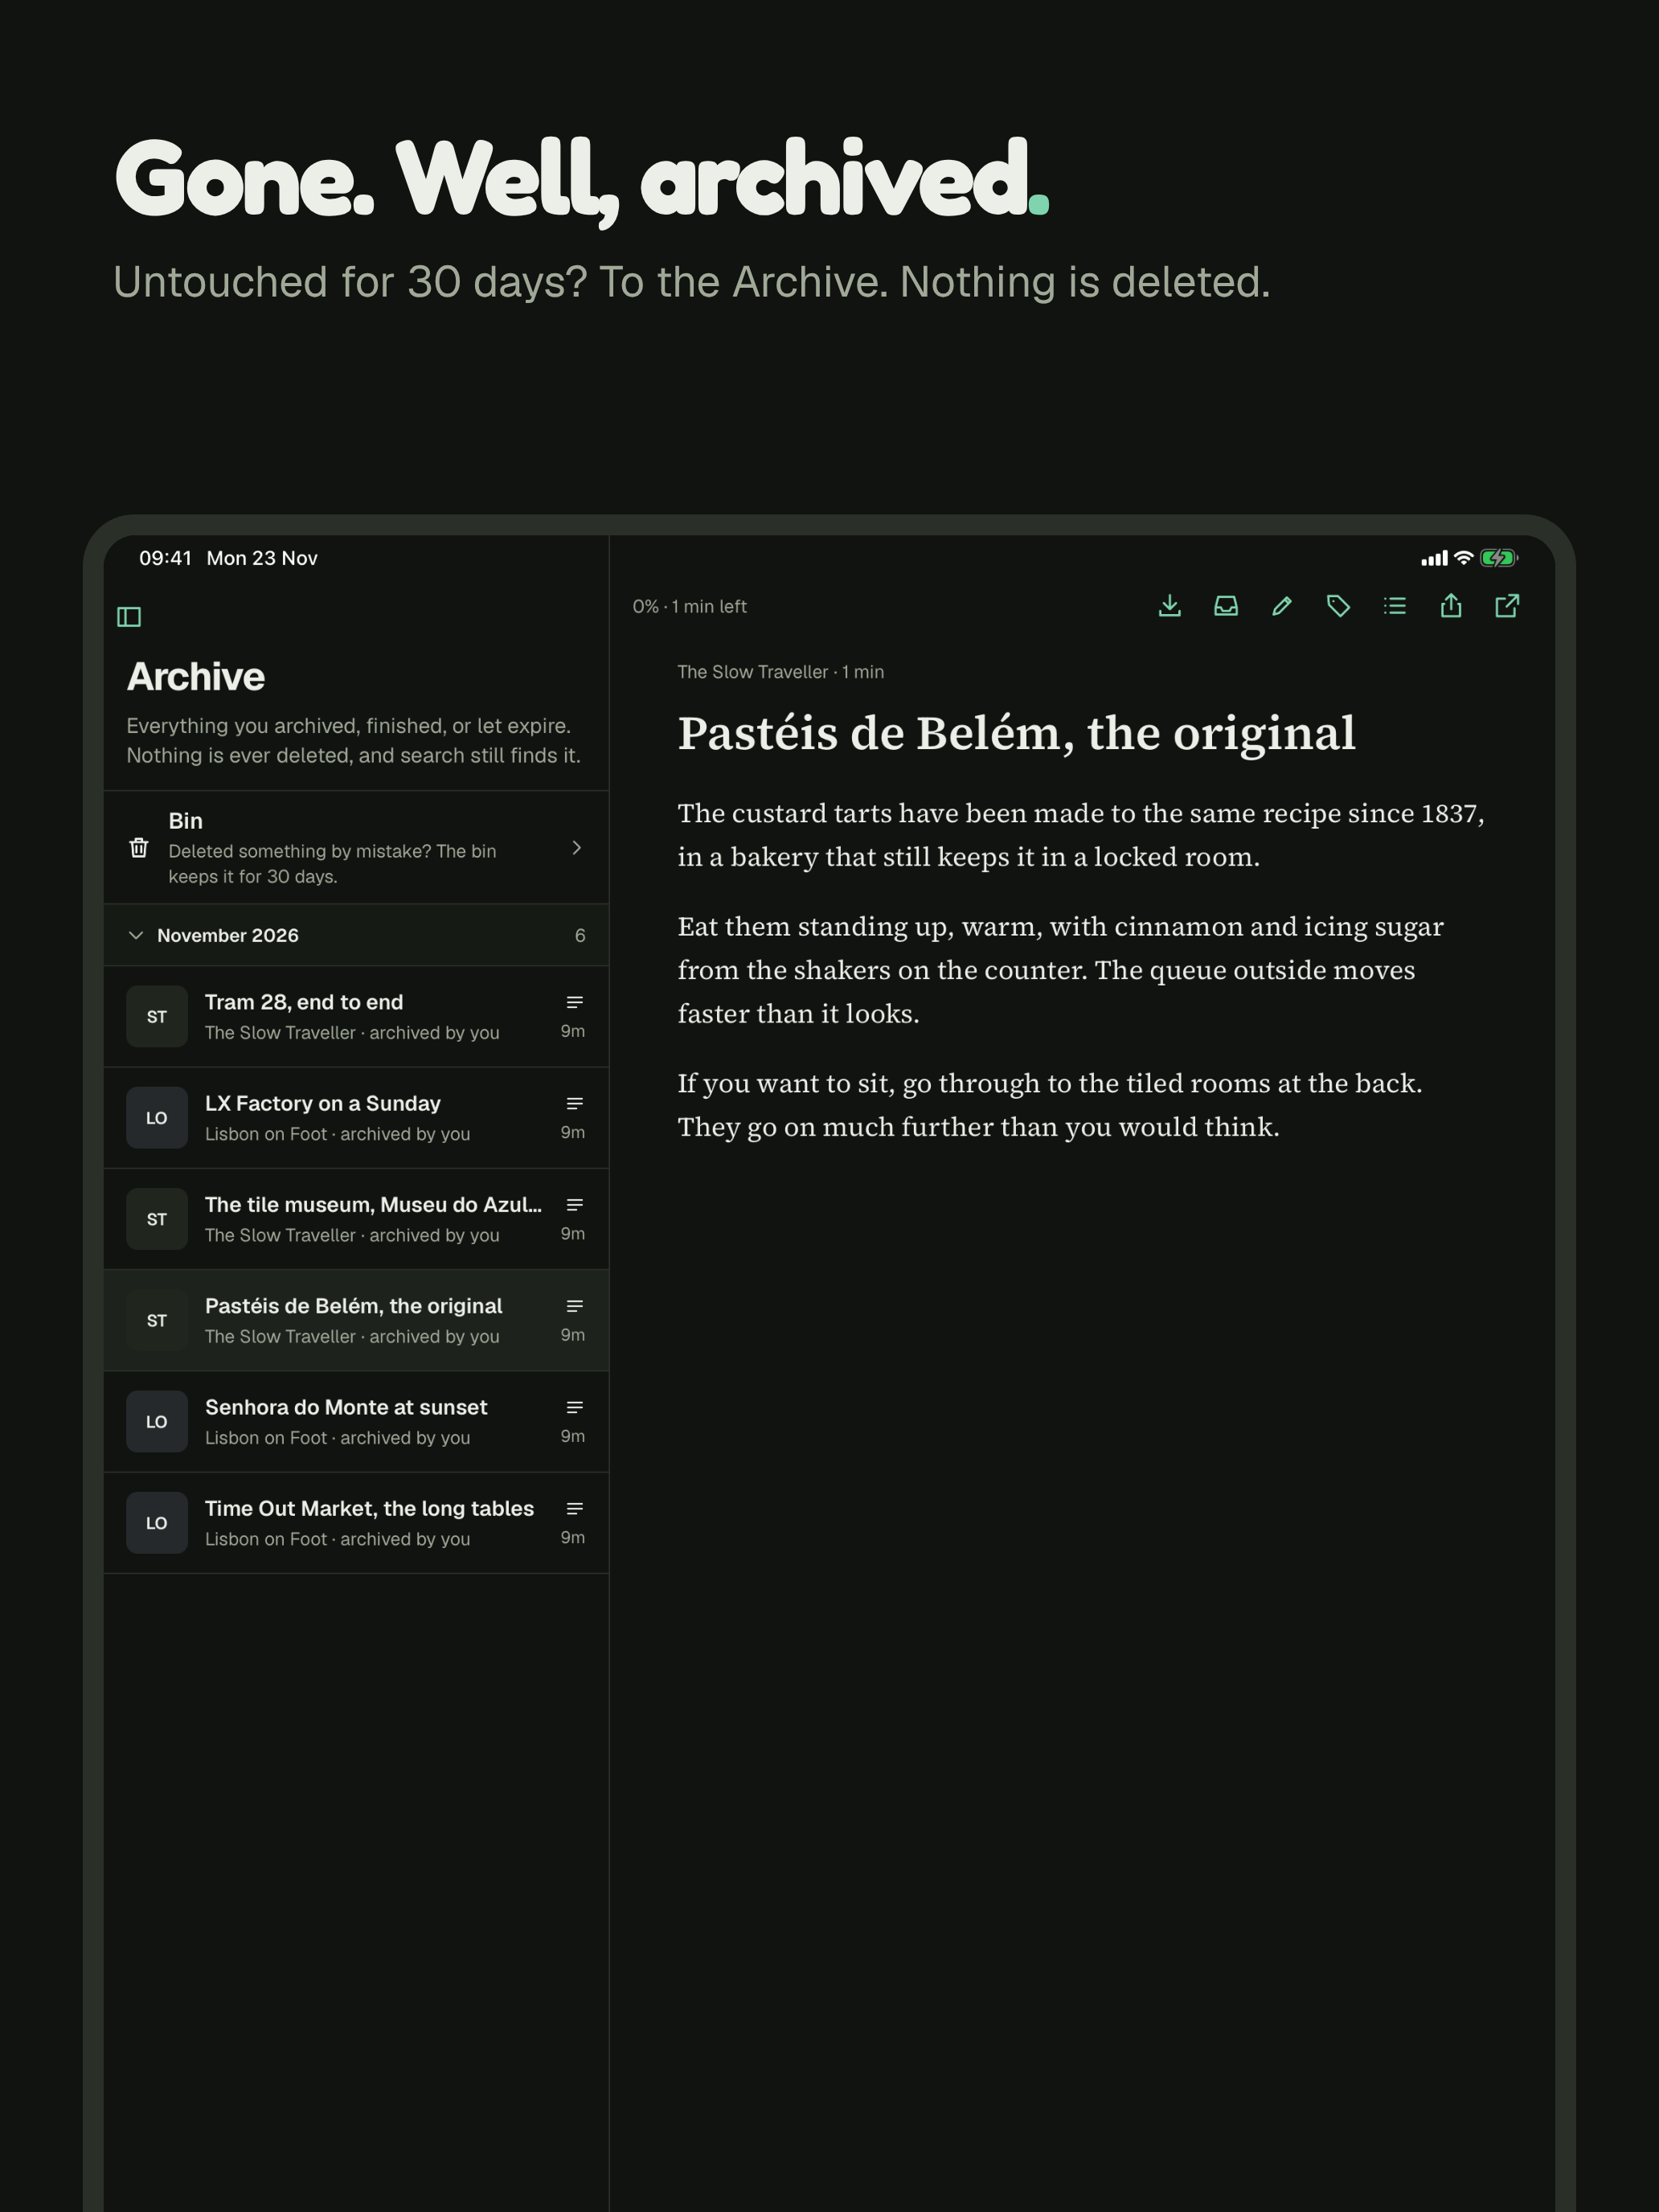 Gone. Well, archived.
Untouched for 30 days? To the Archive. Nothing is deleted.
09:41 Mon 23 Nov
Archive
Everything you archived, finished, or let expire.
Nothing is ever deleted, and search still finds it.
Bin
Deleted something by mistake? The bin
keeps it for 30 days.
November 2026 6
ST
Tram 28, end to end
The Slow Traveller · archived by you
9m
LO
LX Factory on a Sunday
Lisbon on Foot · archived by you
9m
ST
The tile museum, Museu do Azul...
The Slow Traveller · archived by you
9m
ST
Pastéis de Belém, the original
The Slow Traveller · archived by you
9m
LO
Senhora do Monte at sunset
Lisbon on Foot · archived by you
9m
LO
Time Out Market, the long tables
Lisbon on Foot · archived by you
9m
0% · 1 min left
The Slow Traveller · 1 min
Pastéis de Belém, the original
The custard tarts have been made to the same recipe since 1837,
in a bakery that still keeps it in a locked room.
Eat them standing up, warm, with cinnamon and icing sugar
from the shakers on the counter. The queue outside moves
faster than it looks.
If you want to sit, go through to the tiled rooms at the back.
They go on much further than you would think.